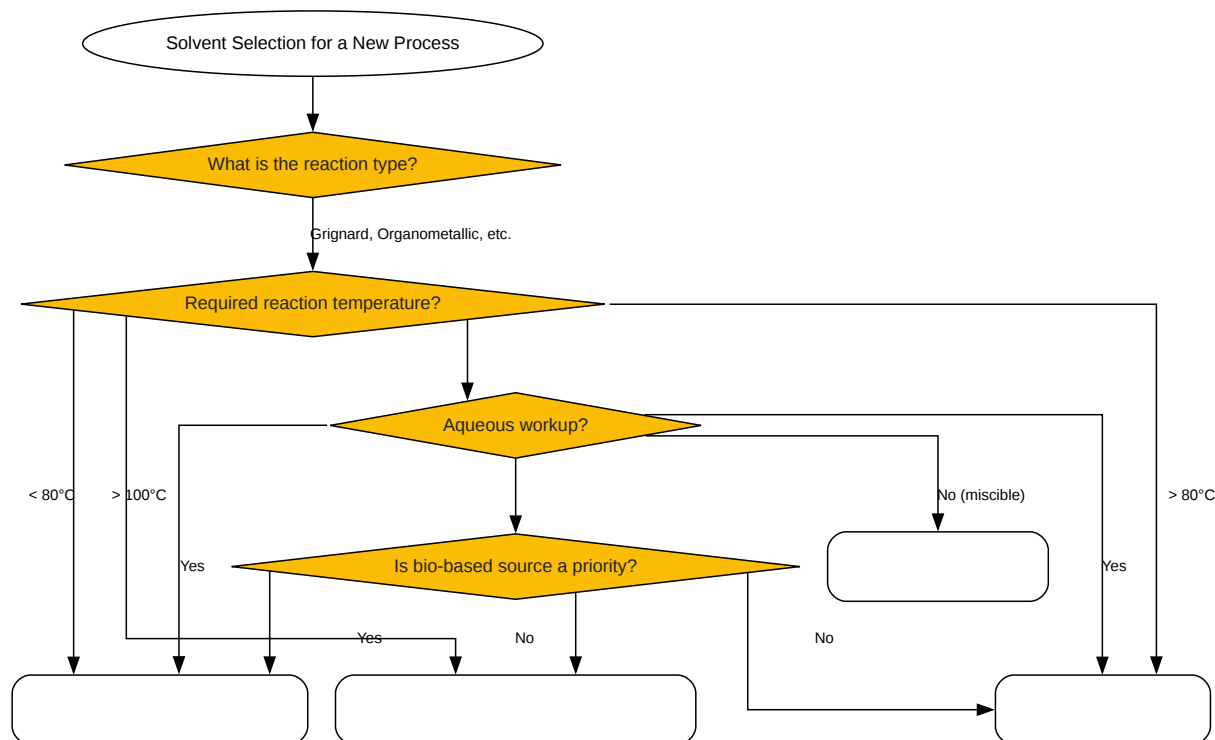 Solvent Selection for a New Process
What is the reaction type?
Grignard, Organometallic, etc.
Required reaction temperature?
Aqueous workup?
< 80°C
> 100°C
No (miscible)
> 80°C
Yes
Is bio-based source a priority?
Yes
Yes
No
No